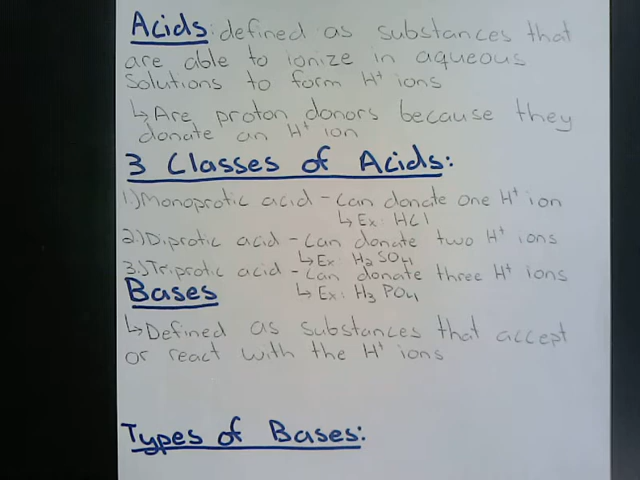 Acids: defined as substances that
are able to ionize in aqueous
solutions to form H⁺ ions
↳ Are proton donors because they
donate an H⁺ ion
3 Classes of Acids:
1.) Monoprotic acid - can donate one H⁺ ion
↳ Ex: HCl
2.) Diprotic acid - can donate two H⁺ ions
↳ Ex: H₂SO₄
3.) Triprotic acid - can donate three H⁺ ions
↳ Ex: H₃PO₄
Bases
↳ Defined as substances that accept
or react with the H⁺ ions
Types of Bases: